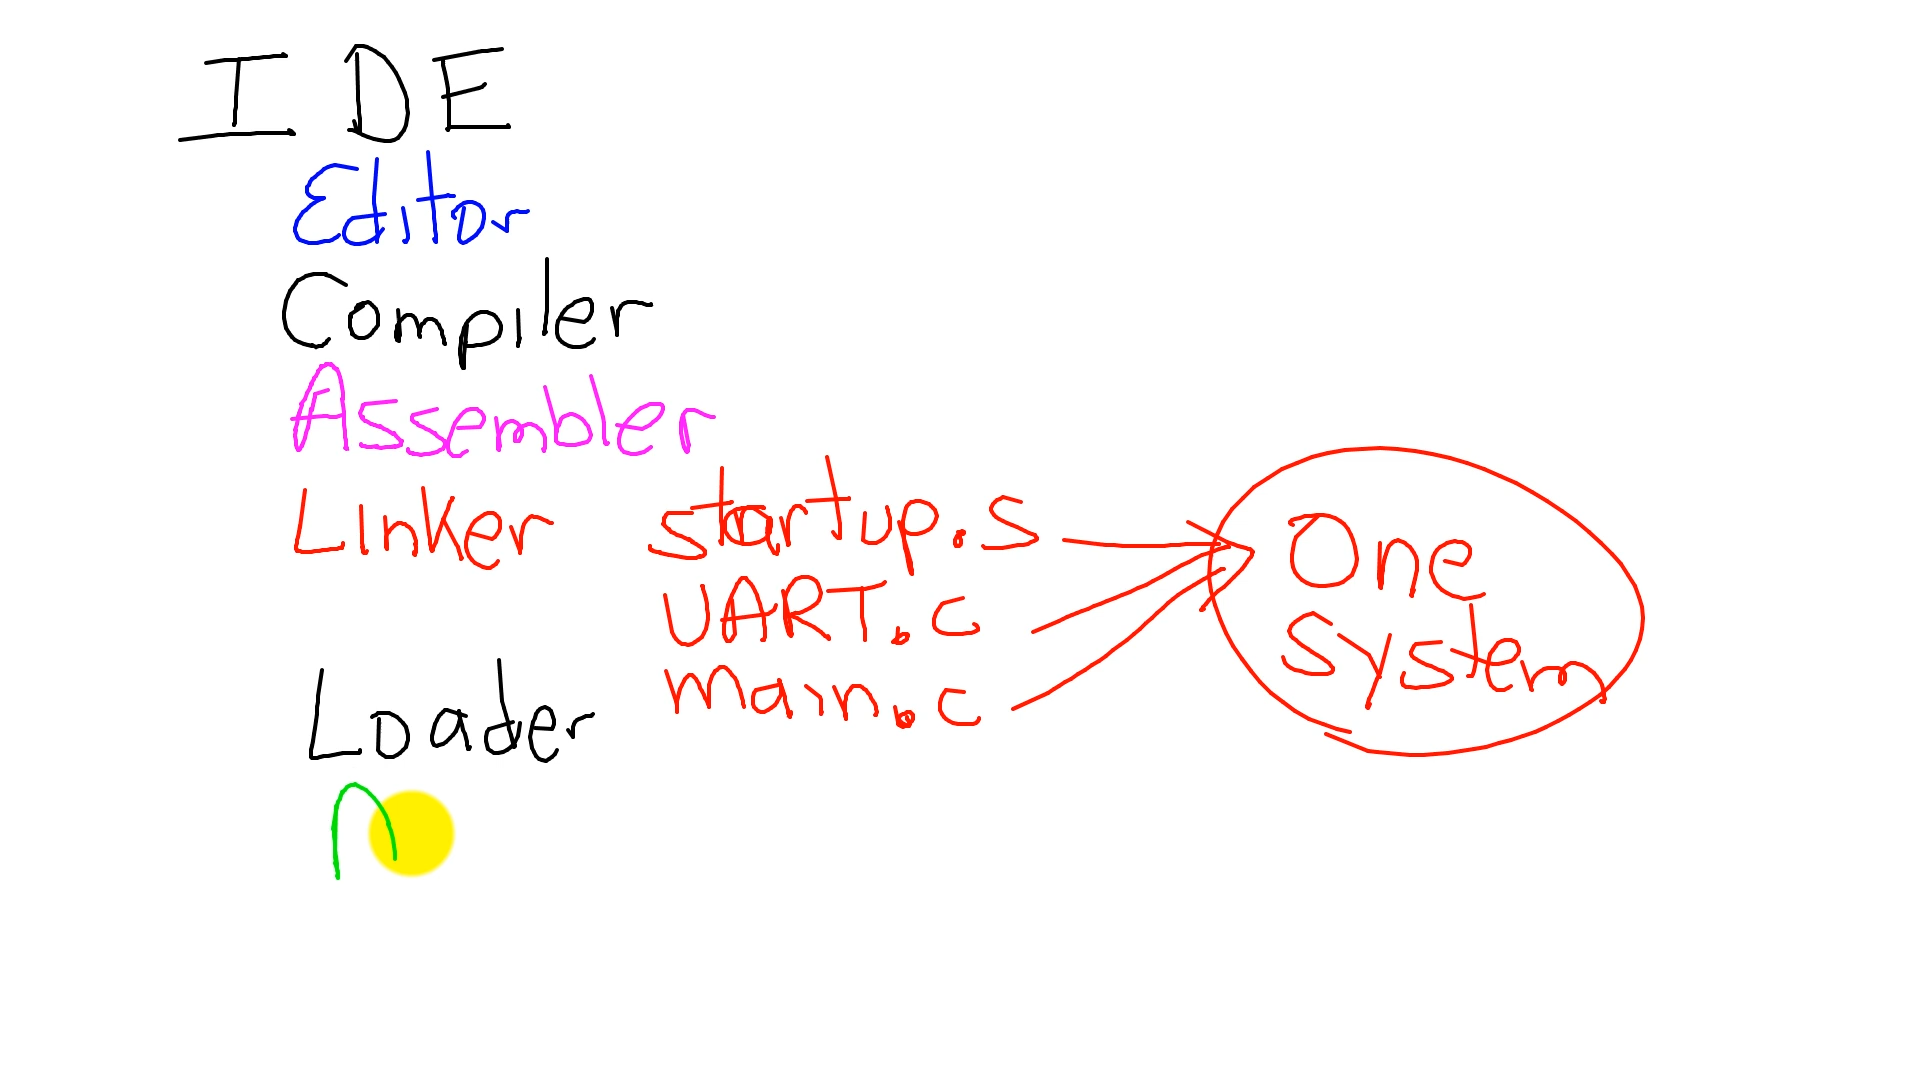 IDE
Editor
Compiler
Assembler
Linker
startup.s
UART.c
main.c
One
System
Loader